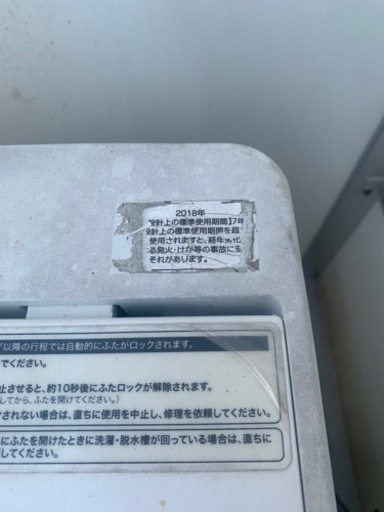 2018年
設計上の標準使用期間】7年
設計上の標準使用期間を超
使用されますと、経年劣化
る発火・けが等の事故に至
それがあります。
グ以降の行程では自動的にふたがロックされます。
でください。
止させると、約10秒後にふたロックが解除されます。
してから、ふたを開けてください。)
クされない場合は、直ちに使用を中止し、修理を依頼してください。
にふたを開けたときに洗濯・脱水槽が回っている場合は、直ちに
してください。